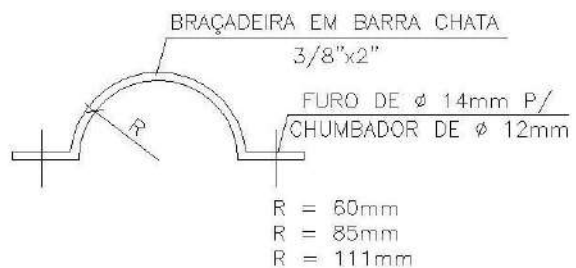 BRAÇADEIRA EM BARRA CHATA
3/8"x2"
R
FURO DE ø 14mm P/
CHUMBADOR DE ø 12mm
R = 60mm
R = 85mm
R = 111mm